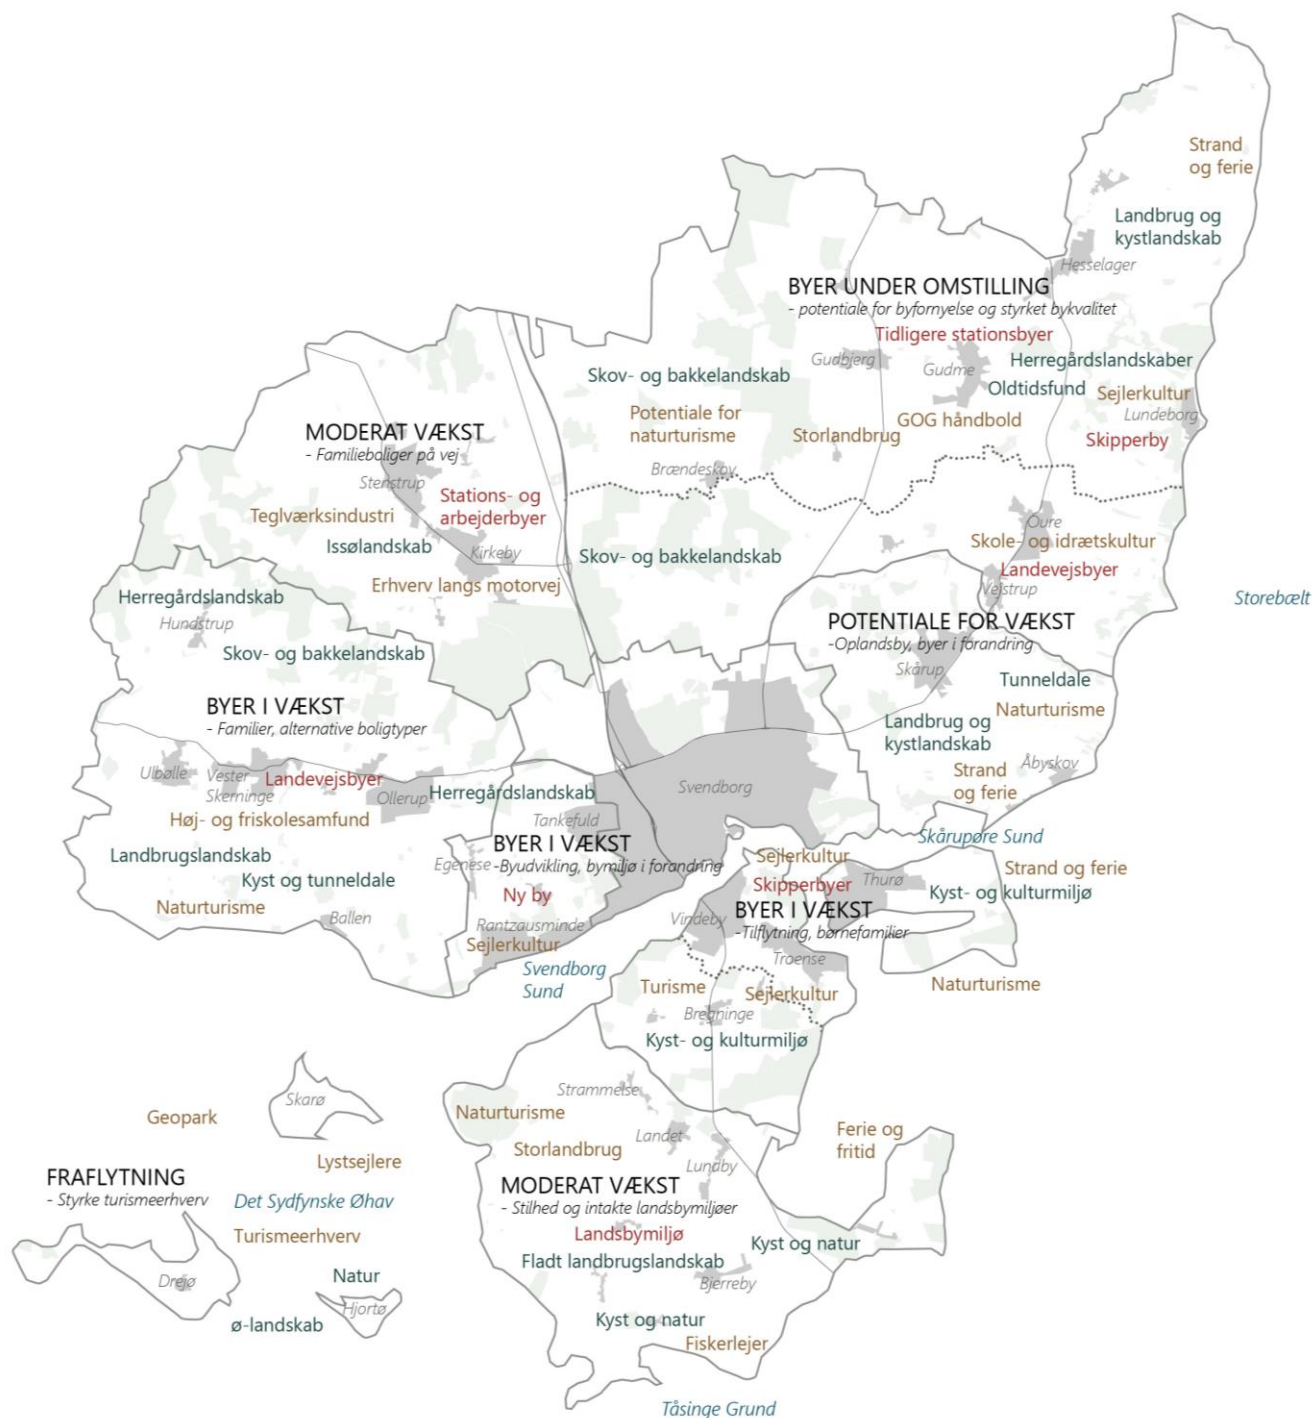 Strand
og ferie
Landbrug og
kystlandskab
Hesselager
BYER UNDER OMSTILLING
- potentiale for byfornyelse og styrket bykvalitet
Tidligere stationsbyer
Gudbjerg
Gudme
Herregårdslandskaber
Oldtidsfund
Sejlerkultur
Lundeborg
GOG håndbold
Skipperby
Skov- og bakkelandskab
Potentiale for
naturturisme
Storlandbrug
Brændeskov
MODERAT VÆKST
- Familieboliger på vej
Stenstrup
Stations- og
arbejderbyer
Teglværksindustri
Issølandskab
Kirkeby
Erhverv langs motorvej
Skov- og bakkelandskab
Oure
Skole- og idrætskultur
Landevejsbyer
Vejstrup
Storebælt
Herregårdslandskab
Hundstrup
Skov- og bakkelandskab
POTENTIALE FOR VÆKST
-Oplandsby, byer i forandring
Skårup
Tunneldale
Naturturisme
Landbrug og
kystlandskab
Åbyskov
Strand
og ferie
Skårupøre Sund
BYER I VÆKST
- Familier, alternative boligtyper
Ulbølle
Vester
Skerninge
Landevejsbyer
Ollerup
Høj- og friskolesamfund
Landbrugslandskab
Kyst og tunneldale
Naturturisme
Ballen
Svendborg
Herregårdslandskab
Tankefuld
BYER I VÆKST
-Byudvikling, bymiljø i forandring
Egense
Ny by
Rantzausminde
Sejlerkultur
Svendborg
Sund
Sejlerkultur
Skipperbyer
Thurø
Strand og ferie
Kyst- og kulturmiljø
BYER I VÆKST
-Tilflytning, børnefamilier
Vindeby
Troense
Naturturisme
Turisme
Sejlerkultur
Bregninge
Kyst- og kulturmiljø
Skarø
Geopark
Lystsejlere
FRAFLYTNING
- Styrke turismeerhverv
Det Sydfynske Øhav
Turismeerhverv
Drejø
Natur
Hjortø
ø-landskab
Strammelse
Naturturisme
Landet
Storlandbrug
Lundby
Ferie og
fritid
MODERAT VÆKST
- Stilhed og intakte landsbymiljøer
Landsbymiljø
Kyst og natur
Fladt landbrugslandskab
Bjerreby
Kyst og natur
Fiskerlejer
Tåsinge Grund